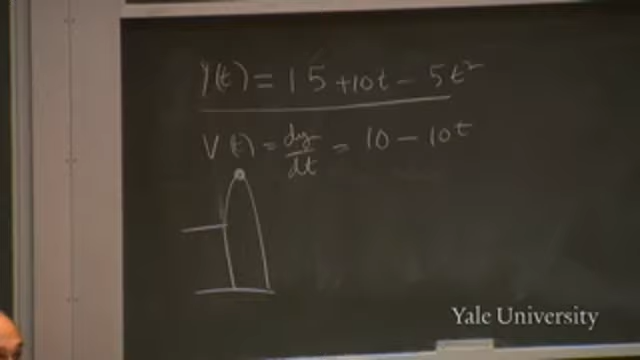 y(t) = 15 + 10t - 5t²
v(t) = dy/dt = 10 - 10t
Yale University